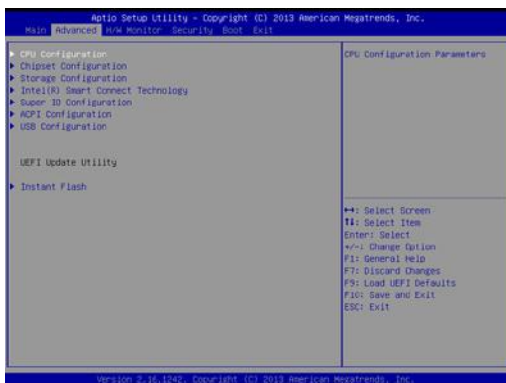 Aptio Setup Utility - Copyright (C) 2013 American Megatrends, Inc.
Main Advanced H/W Monitor Security Boot Exit
CPU Configuration
Chipset Configuration
Storage Configuration
Intel(R) Smart Connect Technology
Super IO Configuration
ACPI Configuration
USB Configuration
UEFI Update Utility
Instant Flash
CPU Configuration Parameters
↔: Select Screen
↑↓: Select Item
Enter: Select
+/-: Change Option
F1: General Help
F7: Discard Changes
F9: Load UEFI Defaults
F10: Save and Exit
ESC: Exit
Version 2.16.1242. Copyright (C) 2013 American Megatrends, Inc.